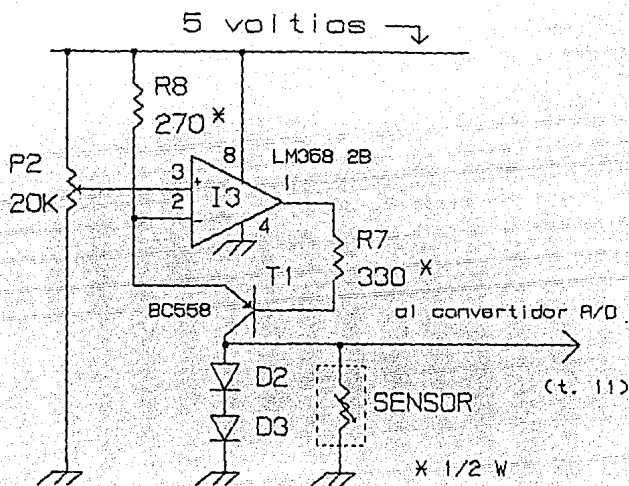 5 voltios
R8
270 *
P2
20K
3
2
8
I3
4
1
LM368 2B
R7
330 *
T1
BC558
al convertidor A/D
(t. 11)
D2
D3
SENSOR
* 1/2 W